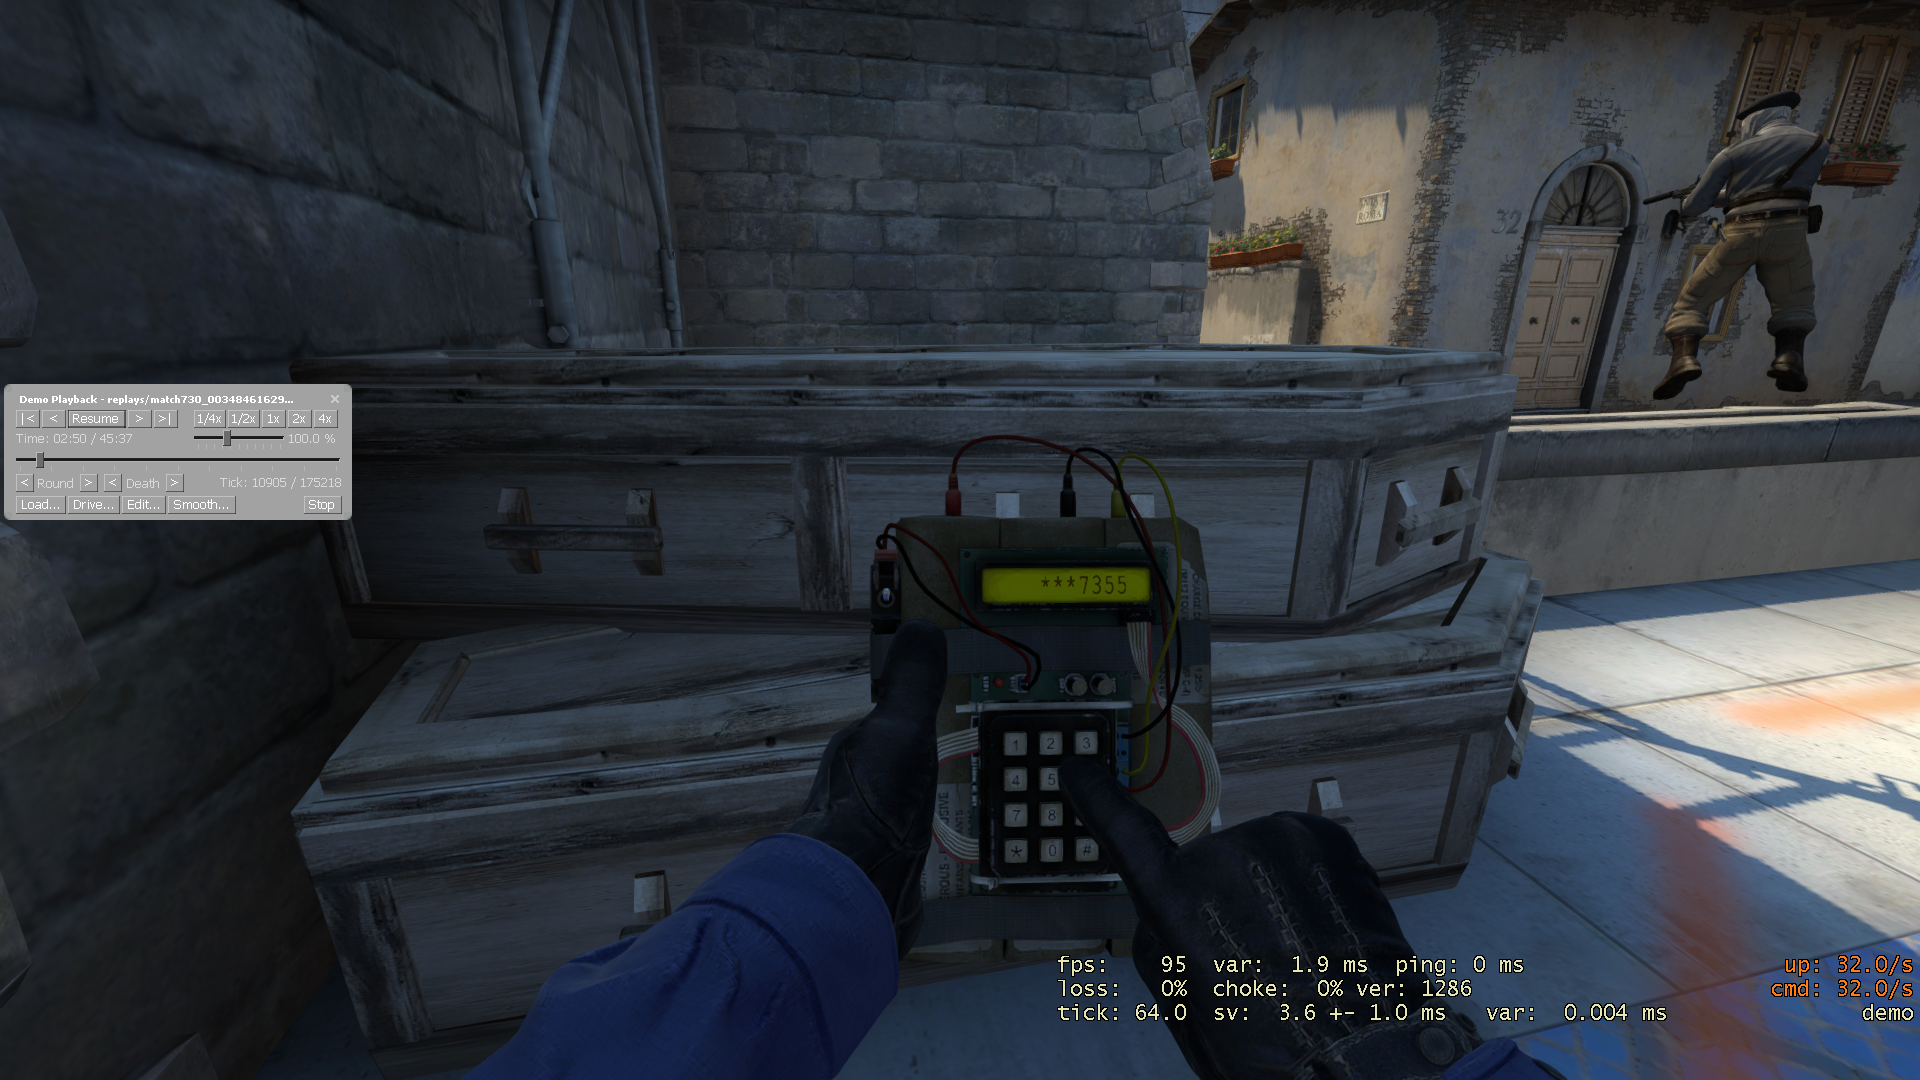 32
Demo Playback - replays/match730_00348461629...
|< < Resume > >| 1/4x 1/2x 1x 2x 4x
Time: 02:50 / 45:37 100.0 %
< Round > < Death > Tick: 10905 / 175218
Load... Drive... Edit... Smooth... Stop
***7355
1 2 3
4 5
7 8
* 0 #
fps: 95 var: 1.9 ms ping: 0 ms
loss: 0% choke: 0% ver: 1286
tick: 64.0 sv: 3.6 +- 1.0 ms var: 0.004 ms
up: 32.0/s
cmd: 32.0/s
demo